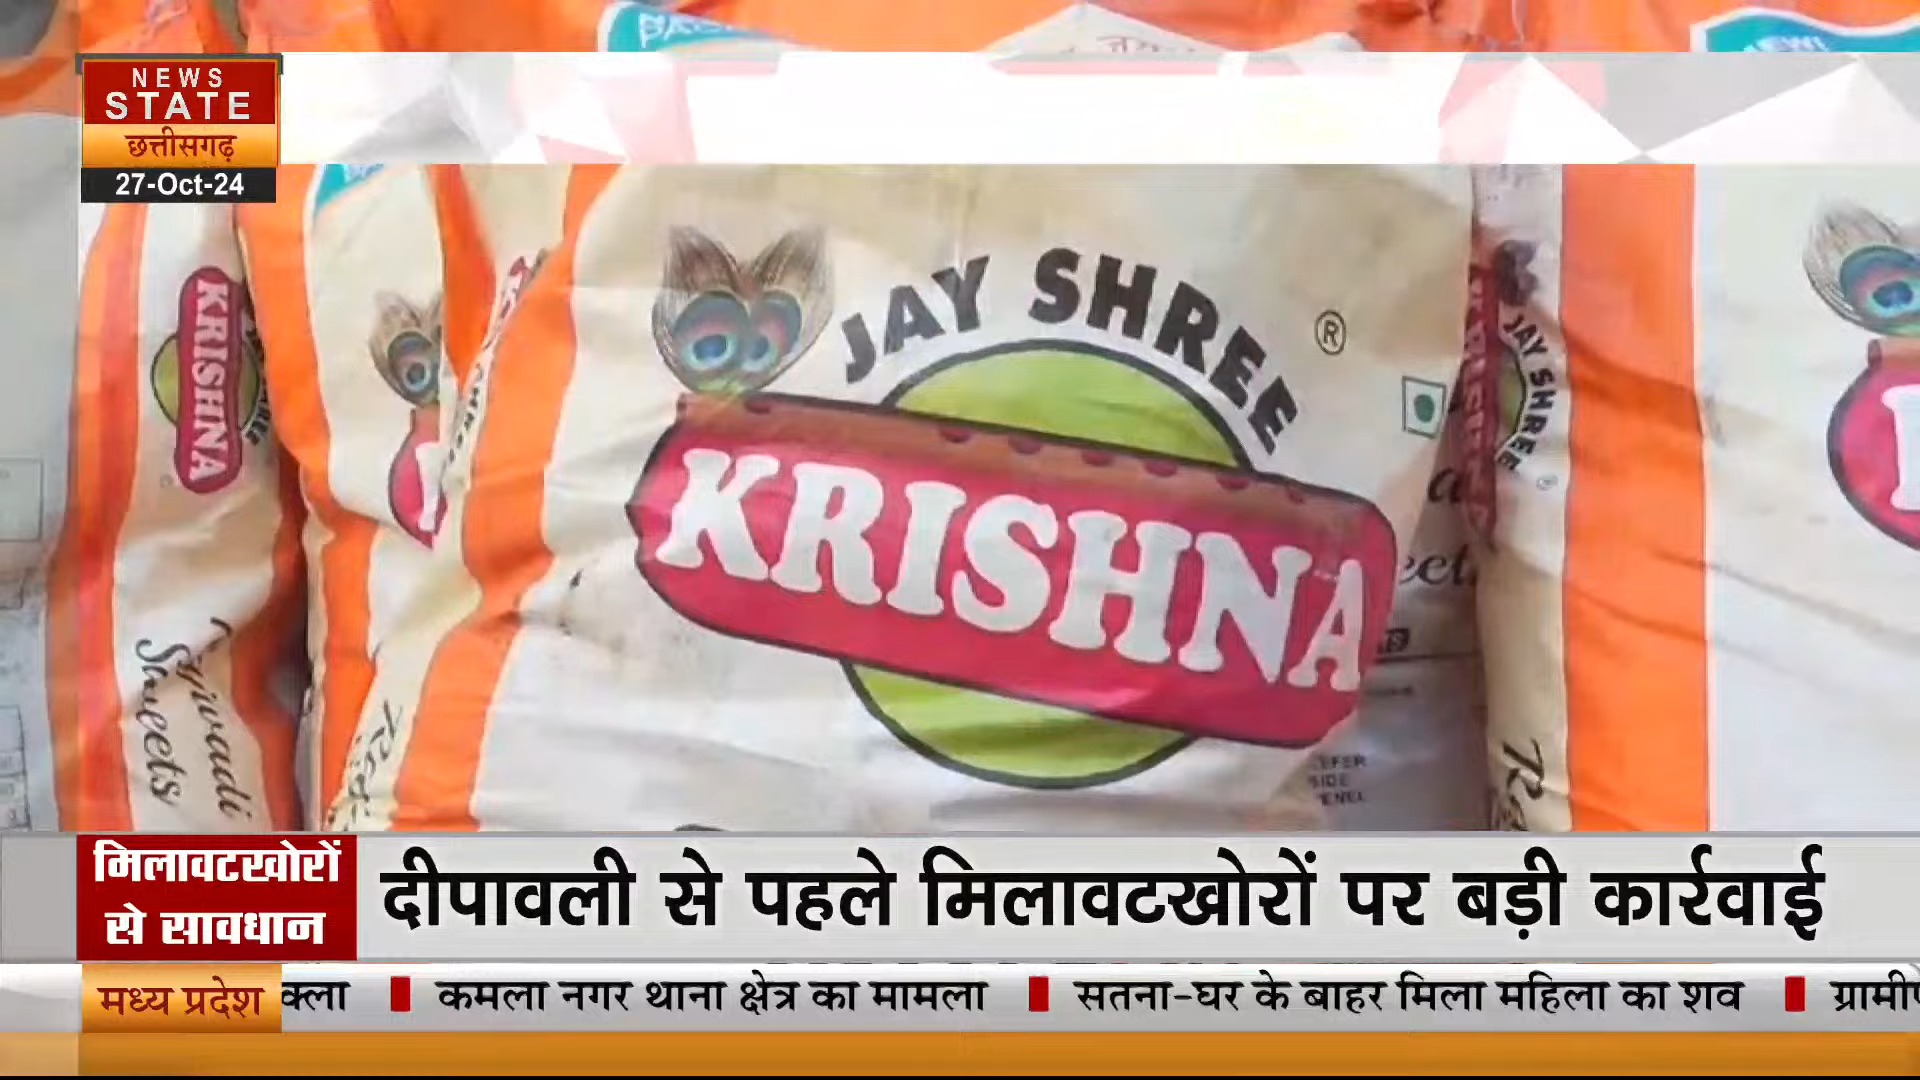 NEWS
STATE
छत्तीसगढ़
27-Oct-24
JAY SHREE
®
KRISHNA
KRISHNA
Sweets
JAY SHREE
मिलावटखोरों
से सावधान
दीपावली से पहले मिलावटखोरों पर बड़ी कार्रवाई
मध्य प्रदेश
क्ला ▮ कमला नगर थाना क्षेत्र का मामला ▮ सतना-घर के बाहर मिला महिला का शव ▮